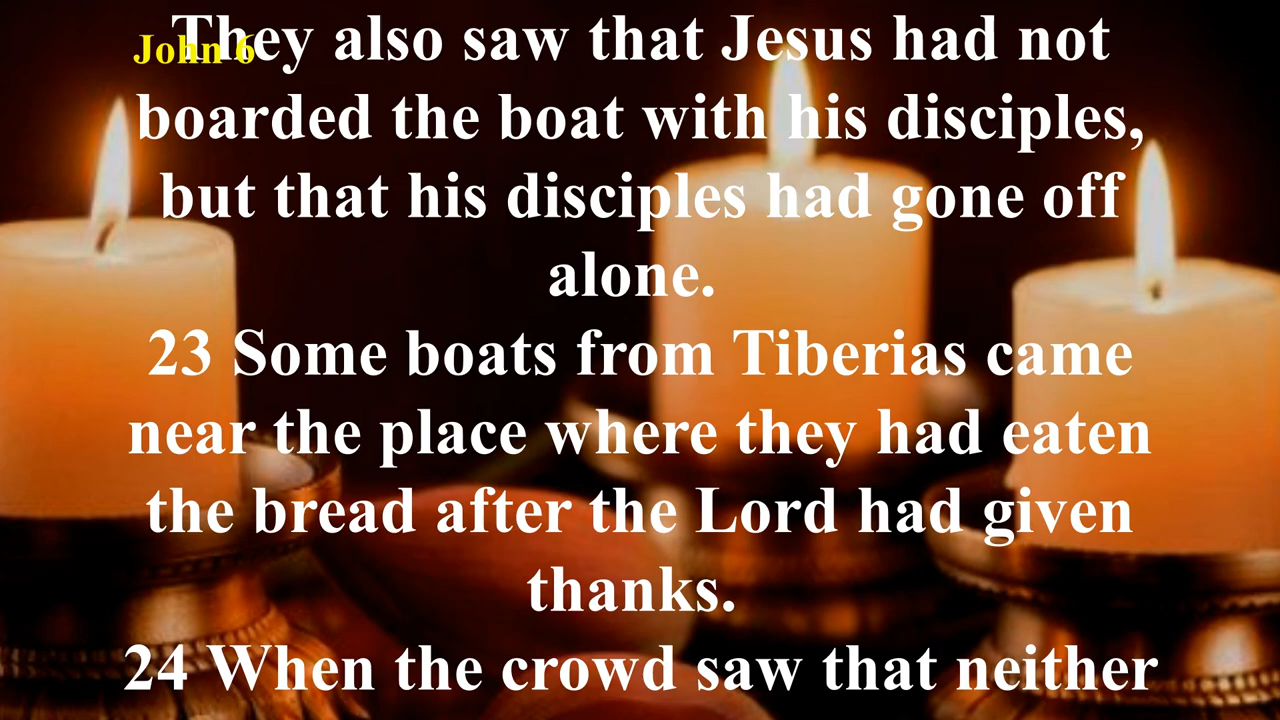 John 6
They also saw that Jesus had not
boarded the boat with his disciples,
but that his disciples had gone off
alone.
23 Some boats from Tiberias came
near the place where they had eaten
the bread after the Lord had given
thanks.
24 When the crowd saw that neither